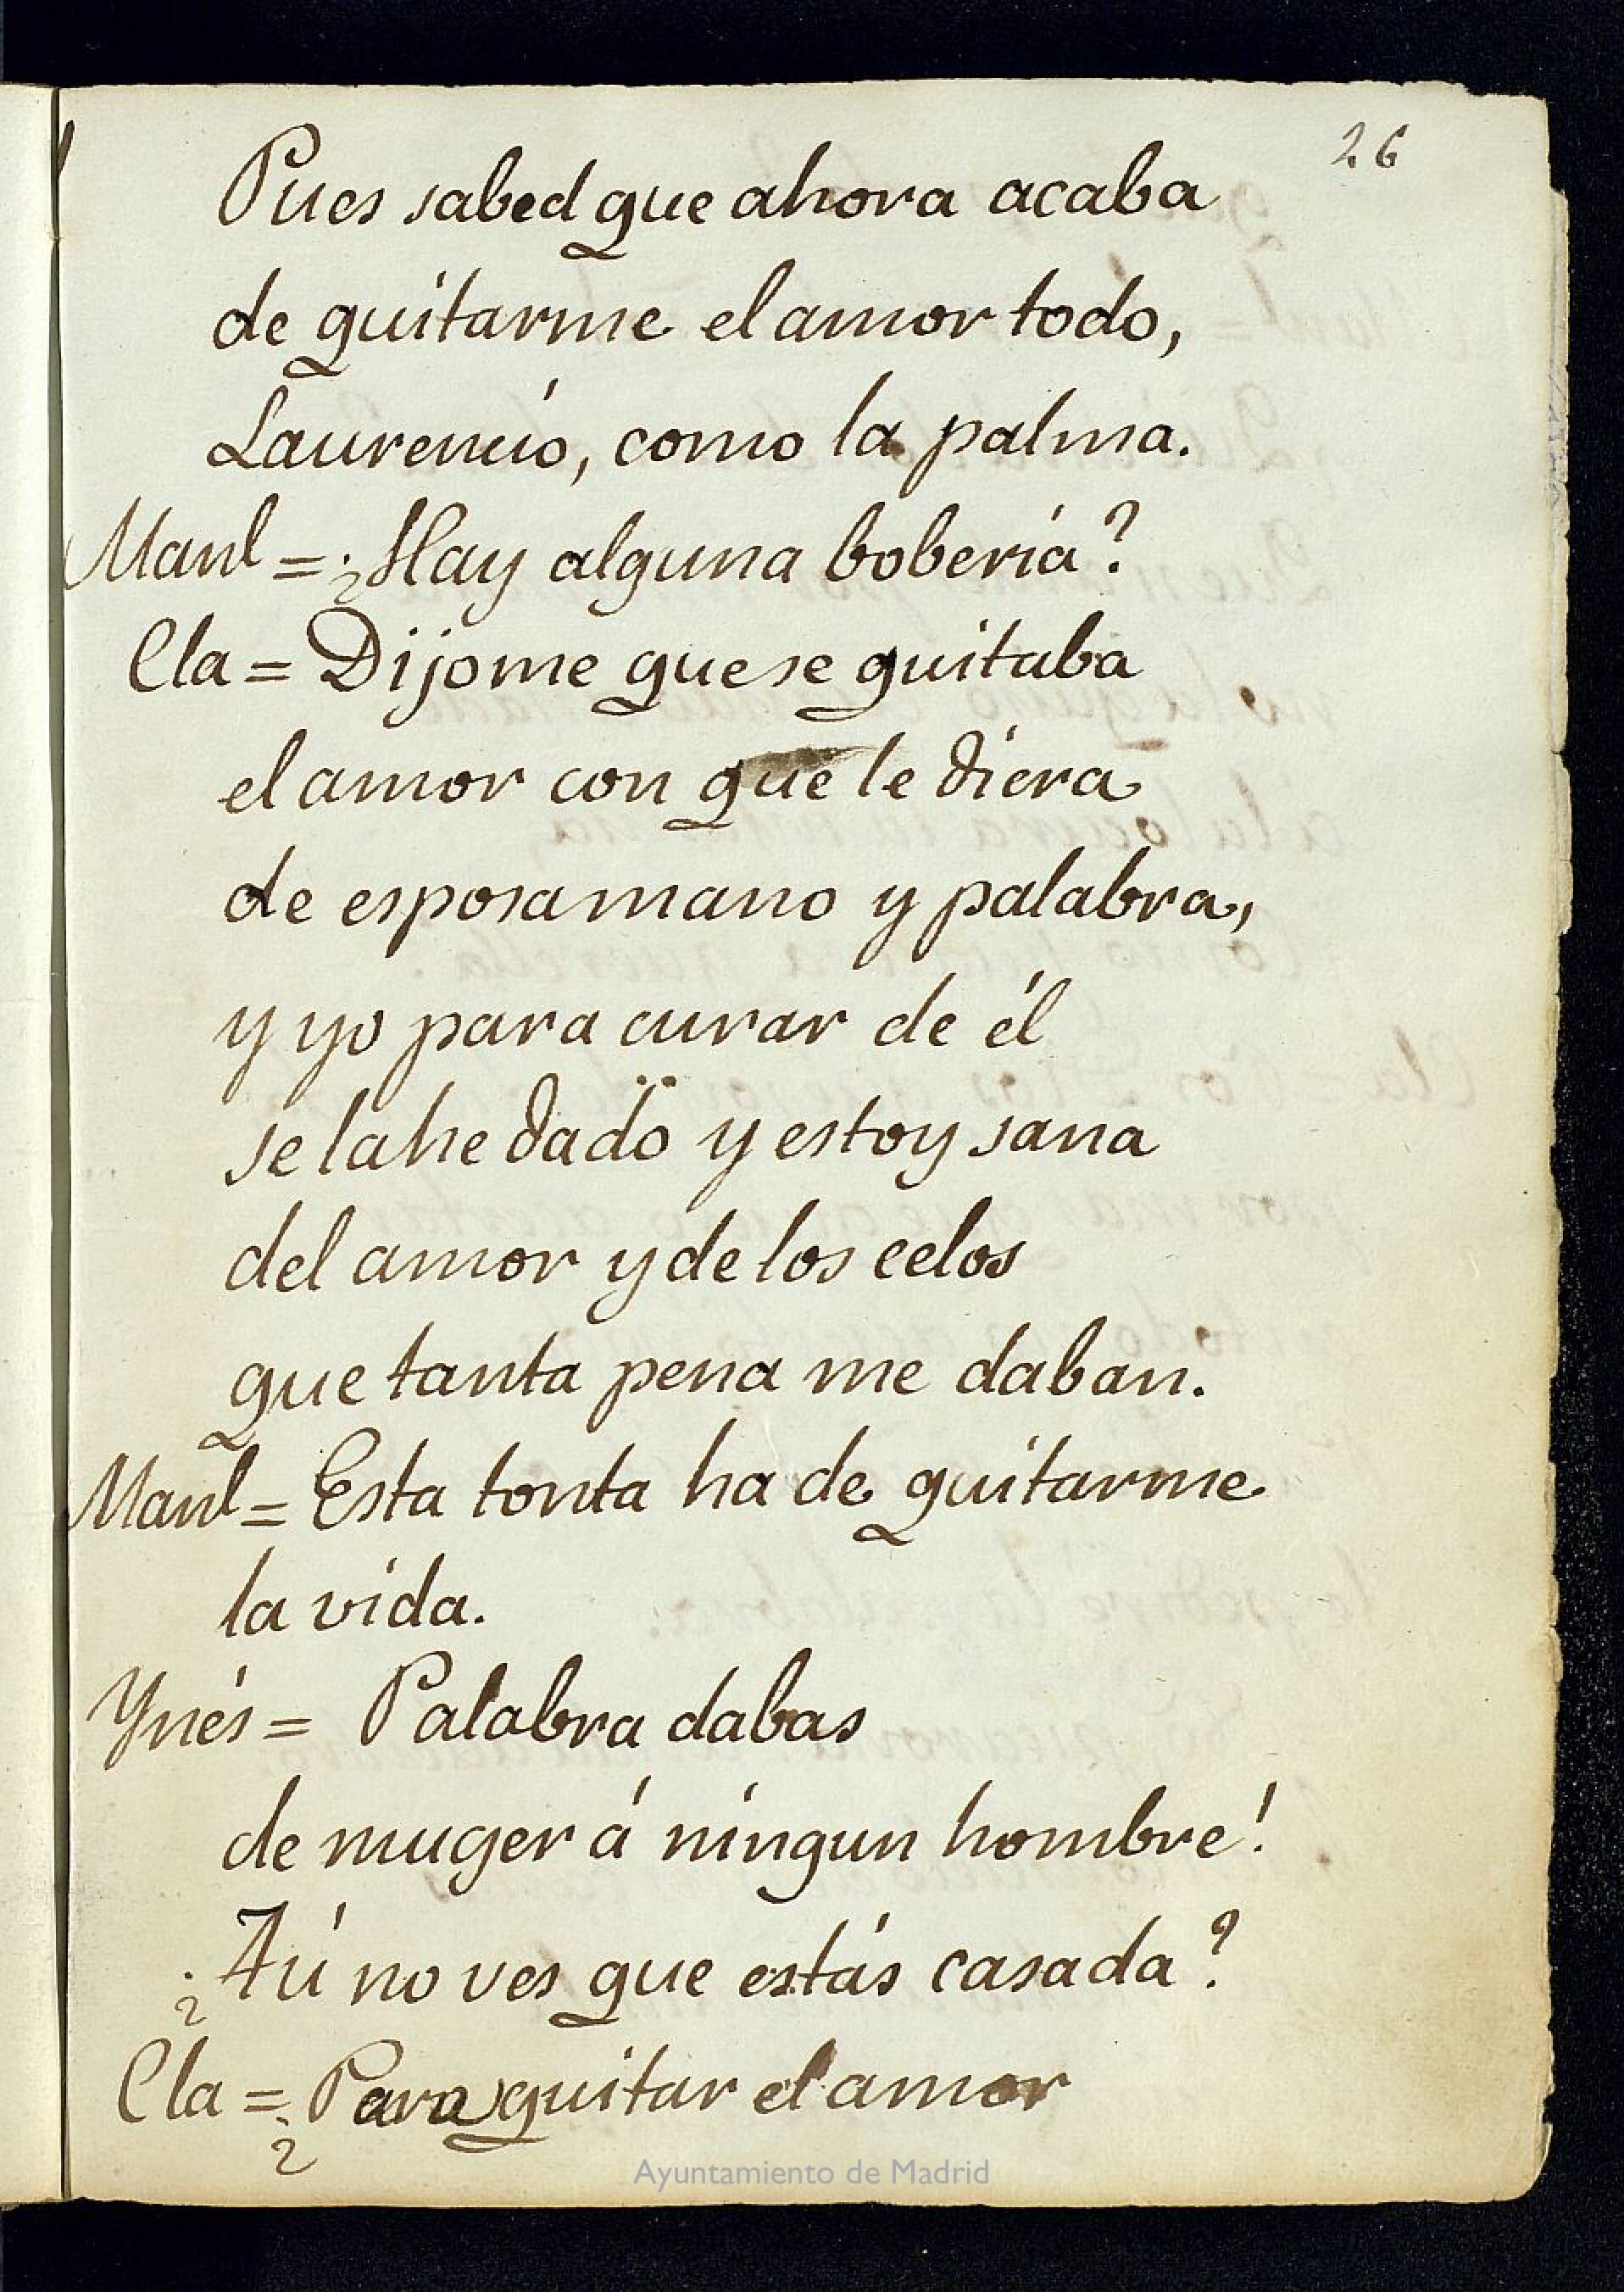 26
Pues sabed que ahora acaba
de quitarme el amor todo,
Laurencio, como la palma.
Manl = ¿Hay alguna bobería?
Cla = Dijome que se quitaba
el amor con que le diera
de esposa mano y palabra,
y yo para curar de él
se la he dado y estoy sana
del amor y de los celos
que tanta pena me daban.
Manl = Esta tonta ha de quitarme
la vida.
Ynés = Palabra dabas
de muger á ningun hombre!
¿Tú no ves que estás casada?
Cla = ¿Para quitar el amor
Ayuntamiento de Madrid